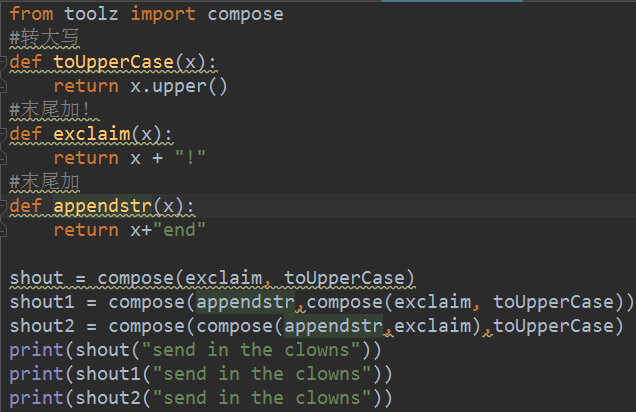 from toolz import compose
#转大写
def toUpperCase(x):
    return x.upper()
#末尾加!
def exclaim(x):
    return x + "!"
#末尾加
def appendstr(x):
    return x+"end"
shout = compose(exclaim, toUpperCase)
shout1 = compose(appendstr,compose(exclaim, toUpperCase))
shout2 = compose(compose(appendstr,exclaim),toUpperCase)
print(shout("send in the clowns"))
print(shout1("send in the clowns"))
print(shout2("send in the clowns"))